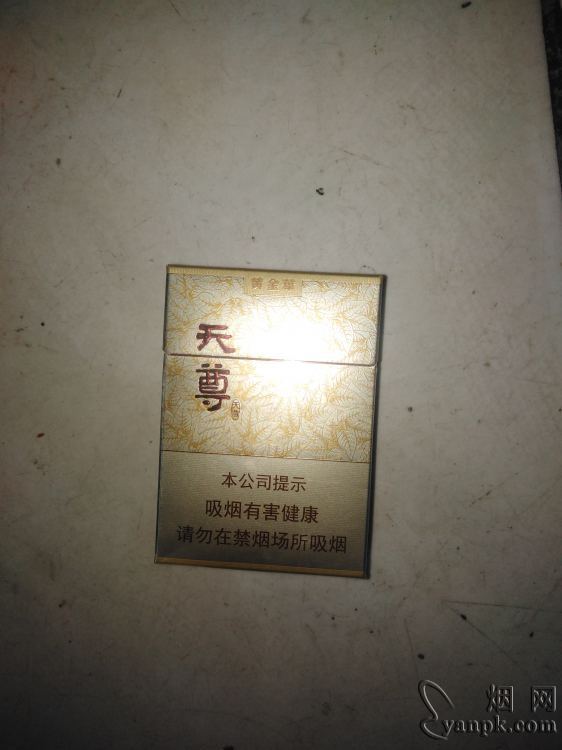 黄金叶
天
尊
本公司提示
吸烟有害健康
请勿在禁烟场所吸烟
烟网
yanpk.com